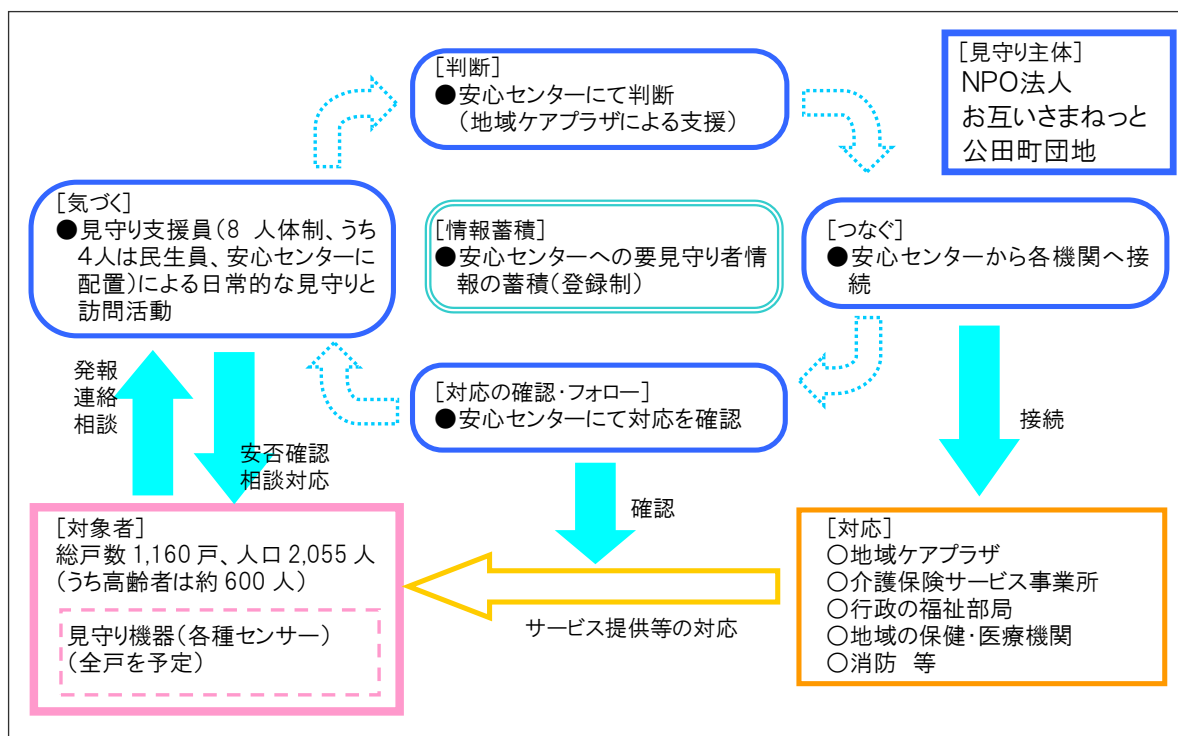 [判断]
●安心センターにて判断
(地域ケアプラザによる支援)
[見守り主体]
NPO法人
お互いさまねっと
公田町団地
[気づく]
●見守り支援員(8 人体制、うち
4人は民生員、安心センターに
配置)による日常的な見守りと
訪問活動
[情報蓄積]
●安心センターへの要見守り者情
報の蓄積(登録制)
[つなぐ]
●安心センターから各機関へ接
続
発報
連絡
相談
安否確認
相談対応
[対応の確認・フォロー]
●安心センターにて対応を確認
接続
確認
[対象者]
総戸数 1,160 戸、人口 2,055 人
(うち高齢者は約 600 人)
見守り機器(各種センサー)
(全戸を予定)
サービス提供等の対応
[対応]
○地域ケアプラザ
○介護保険サービス事業所
○行政の福祉部局
○地域の保健・医療機関
○消防 等